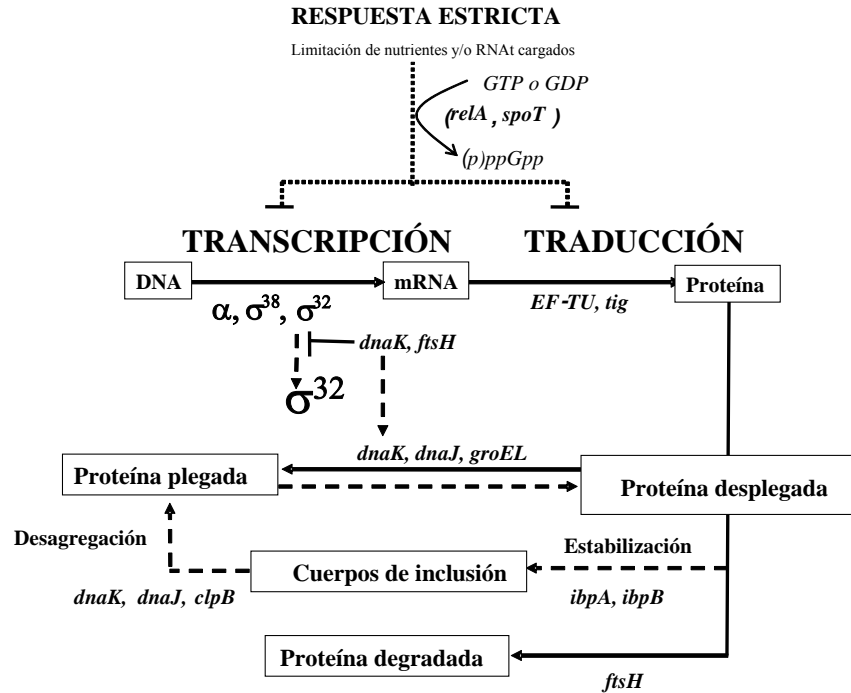 RESPUESTA ESTRICTA
Limitación de nutrientes y/o RNAt cargados
GTP o GDP
(relA, spoT)
(p)ppGpp
TRANSCRIPCIÓN TRADUCCIÓN
DNA mRNA Proteína
α, σ38, σ32 EF-TU, tig
dnaK, ftsH
σ32
dnaK, dnaJ, groEL
Proteína plegada Proteína desplegada
Desagregación Estabilización
Cuerpos de inclusión
dnaK, dnaJ, clpB ibpA, ibpB
Proteína degradada
ftsH